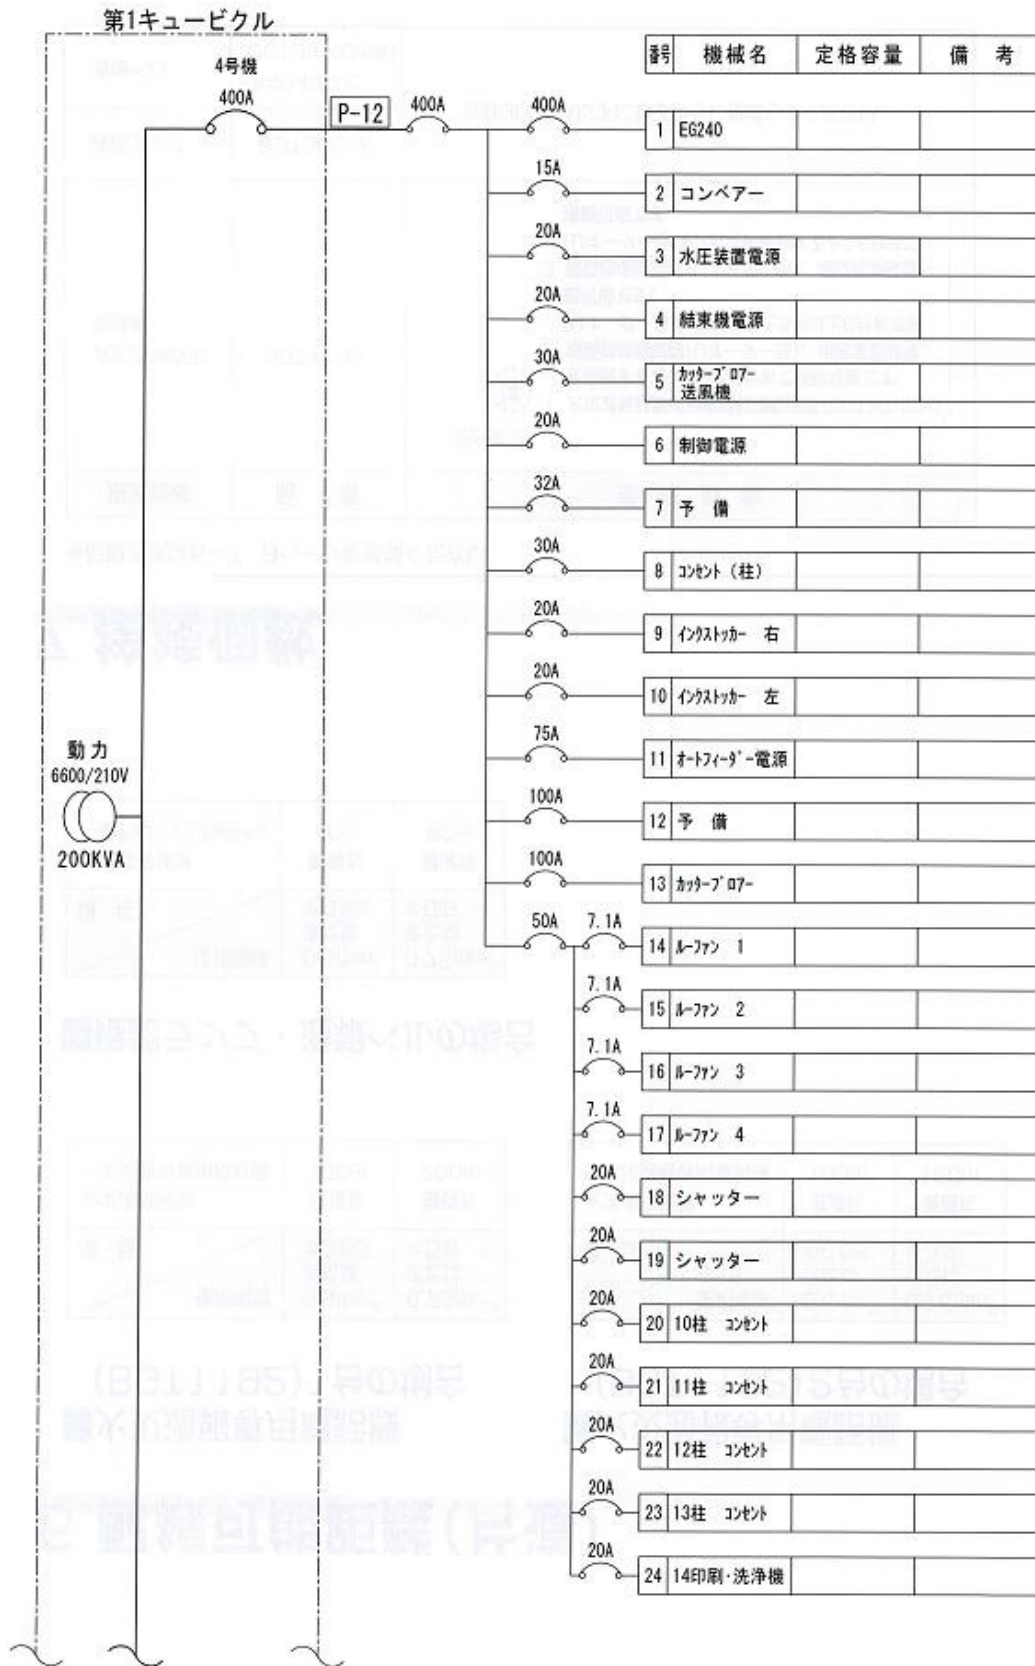 第1キュービクル
4号機
400A
P-12
400A
動力
6600/210V
200KVA
番号 機械名 定格容量 備 考
400A 1 EG240
15A 2 コンベアー
20A 3 水圧装置電源
20A 4 結束機電源
30A 5 カッターブロアー
送風機
20A 6 制御電源
32A 7 予 備
30A 8 コンセント (柱)
20A 9 インクストッカー 右
20A 10 インクストッカー 左
75A 11 オートフィーダー電源
100A 12 予 備
100A 13 カッターブロアー
50A 7.1A 14 ルーファン 1
7.1A 15 ルーファン 2
7.1A 16 ルーファン 3
7.1A 17 ルーファン 4
20A 18 シャッター
20A 19 シャッター
20A 20 10柱 コンセント
20A 21 11柱 コンセント
20A 22 12柱 コンセント
20A 23 13柱 コンセント
20A 24 14印刷・洗浄機